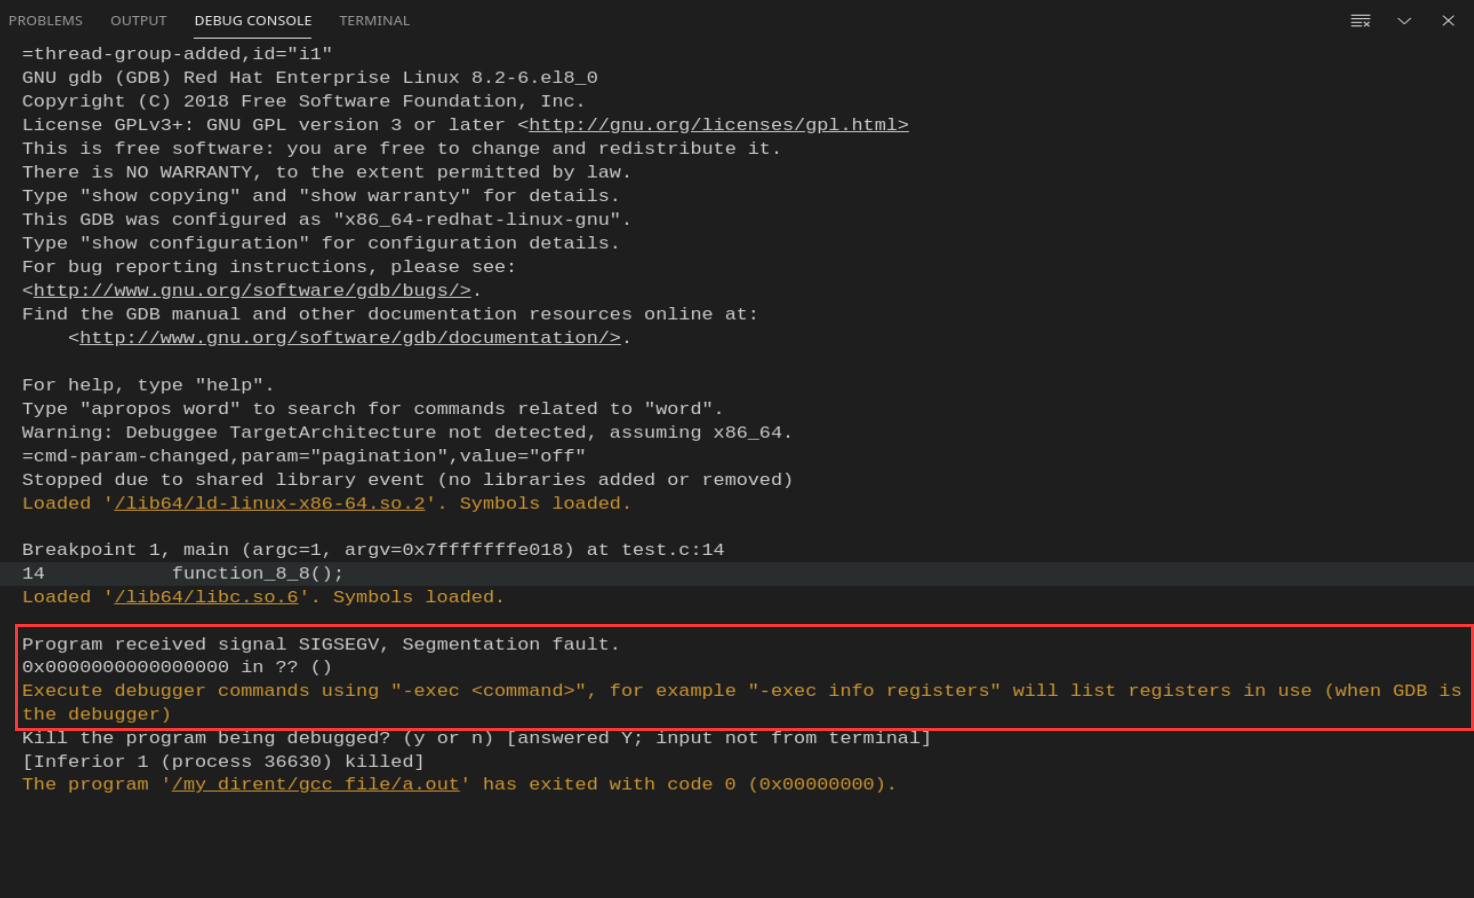 PROBLEMS OUTPUT DEBUG CONSOLE TERMINAL
=thread-group-added,id="i1"
GNU gdb (GDB) Red Hat Enterprise Linux 8.2-6.el8_0
Copyright (C) 2018 Free Software Foundation, Inc.
License GPLv3+: GNU GPL version 3 or later <http://gnu.org/licenses/gpl.html>
This is free software: you are free to change and redistribute it.
There is NO WARRANTY, to the extent permitted by law.
Type "show copying" and "show warranty" for details.
This GDB was configured as "x86_64-redhat-linux-gnu".
Type "show configuration" for configuration details.
For bug reporting instructions, please see:
<http://www.gnu.org/software/gdb/bugs/>.
Find the GDB manual and other documentation resources online at:
    <http://www.gnu.org/software/gdb/documentation/>.
For help, type "help".
Type "apropos word" to search for commands related to "word".
Warning: Debuggee TargetArchitecture not detected, assuming x86_64.
=cmd-param-changed,param="pagination",value="off"
Stopped due to shared library event (no libraries added or removed)
Loaded '/lib64/ld-linux-x86-64.so.2'. Symbols loaded.
Breakpoint 1, main (argc=1, argv=0x7fffffffe018) at test.c:14
14           function_8_8();
Loaded '/lib64/libc.so.6'. Symbols loaded.
Program received signal SIGSEGV, Segmentation fault.
0x0000000000000000 in ?? ()
Execute debugger commands using "-exec <command>", for example "-exec info registers" will list registers in use (when GDB is
the debugger)
Kill the program being debugged? (y or n) [answered Y; input not from terminal]
[Inferior 1 (process 36630) killed]
The program '/my_dirent/gcc_file/a.out' has exited with code 0 (0x00000000).